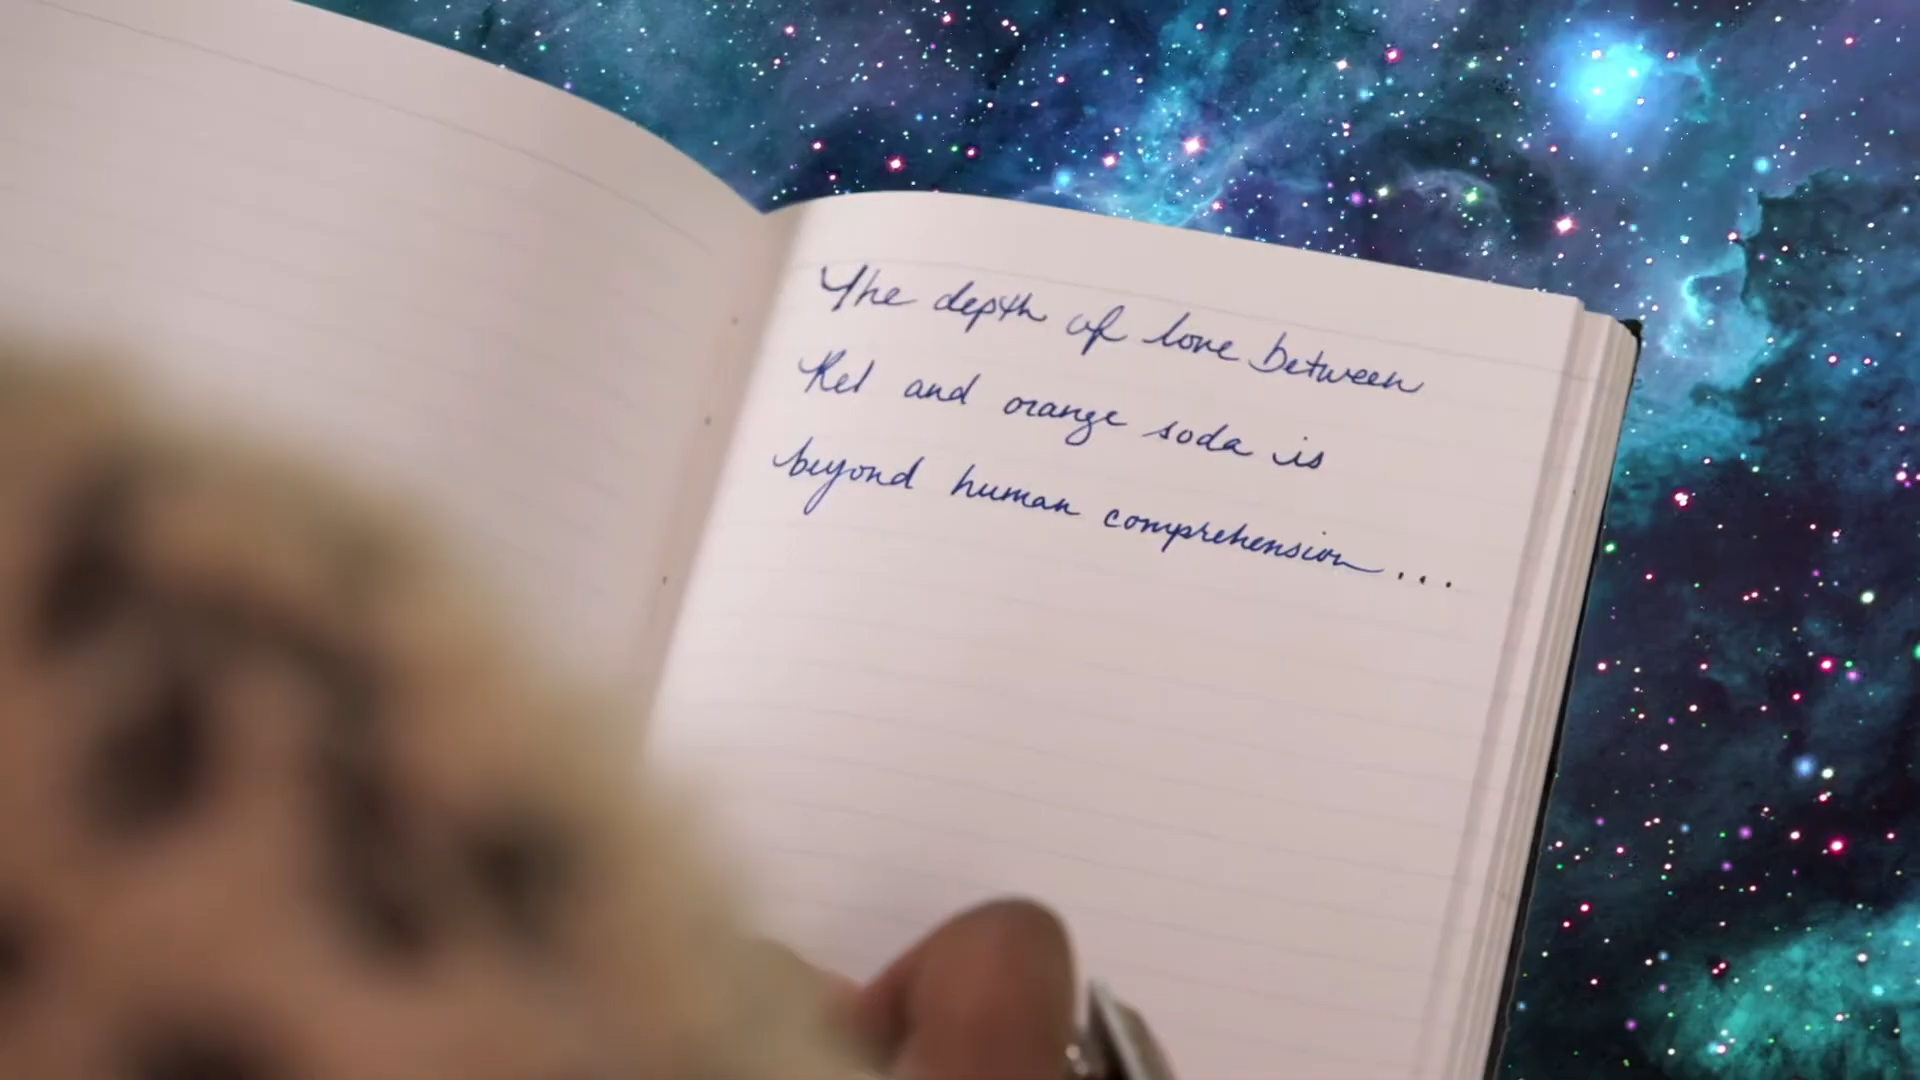 The depth of love between
Kel and orange soda is
beyond human comprehension...